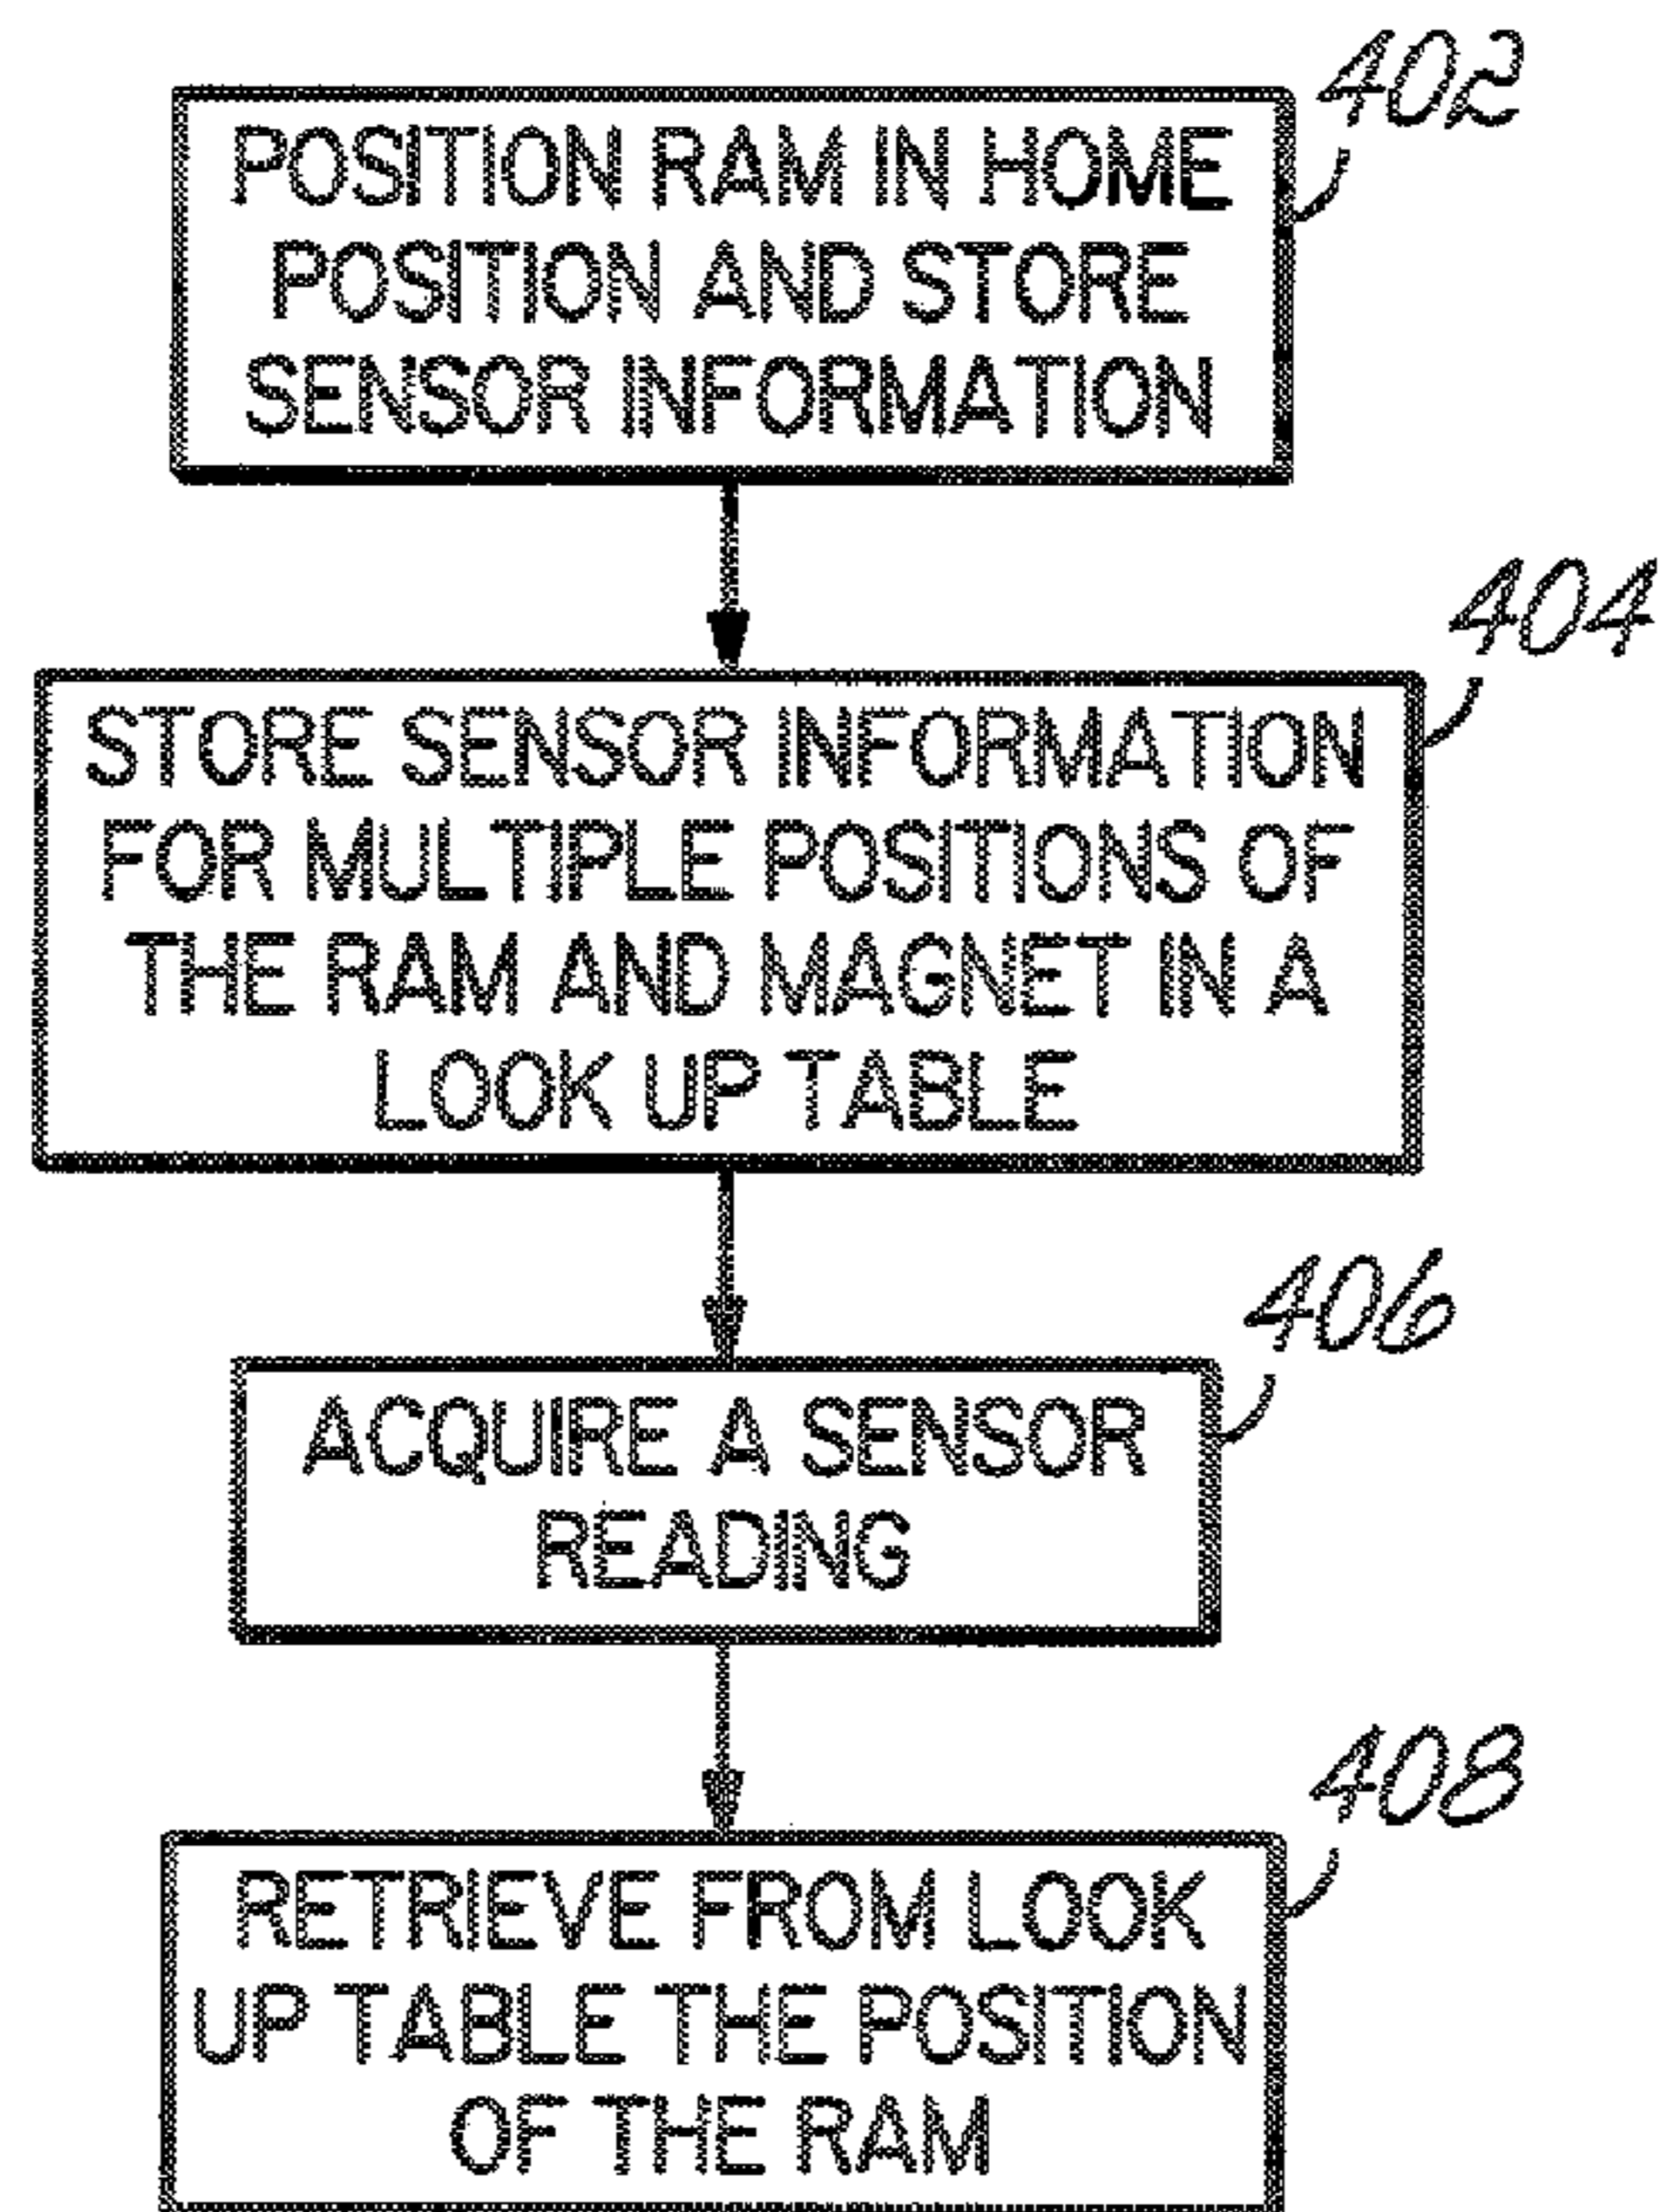 402
POSITION RAM IN HOME
POSITION AND STORE
SENSOR INFORMATION
404
STORE SENSOR INFORMATION
FOR MULTIPLE POSITIONS OF
THE RAM AND MAGNET IN A
LOOK UP TABLE
406
ACQUIRE A SENSOR
READING
408
RETRIEVE FROM LOOK
UP TABLE THE POSITION
OF THE RAM